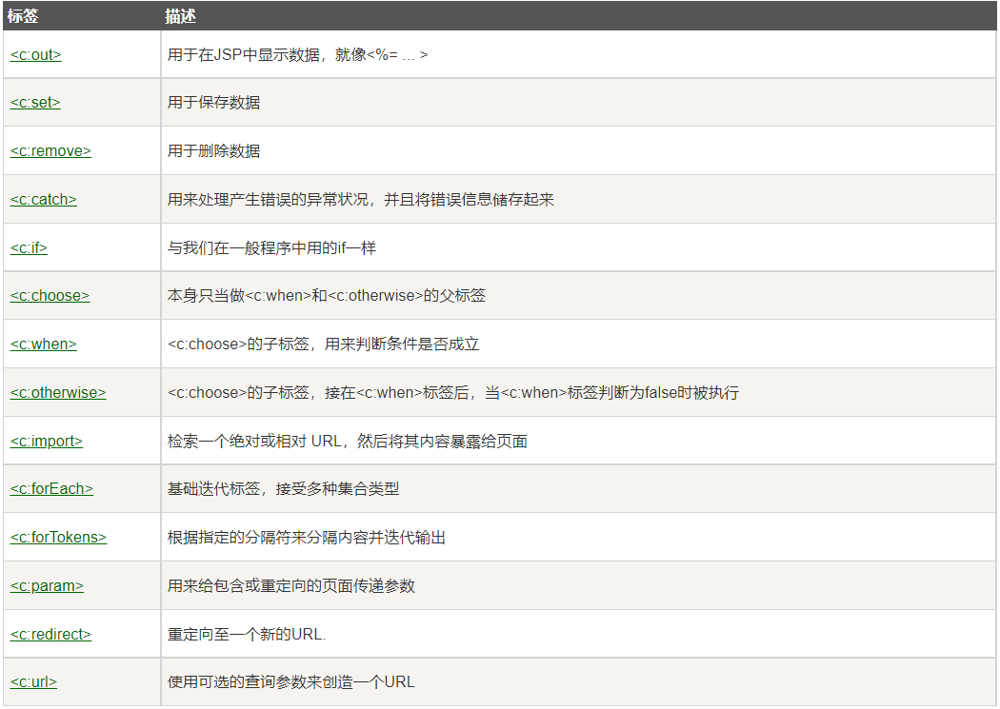 标签 描述
<c:out> 用于在JSP中显示数据，就像<%= ... >
<c:set> 用于保存数据
<c:remove> 用于删除数据
<c:catch> 用来处理产生错误的异常状况，并且将错误信息储存起来
<c:if> 与我们在一般程序中用的if一样
<c:choose> 本身只当做<c:when>和<c:otherwise>的父标签
<c:when> <c:choose>的子标签，用来判断条件是否成立
<c:otherwise> <c:choose>的子标签，接在<c:when>标签后，当<c:when>标签判断为false时被执行
<c:import> 检索一个绝对或相对 URL，然后将其内容暴露给页面
<c:forEach> 基础迭代标签，接受多种集合类型
<c:forTokens> 根据指定的分隔符来分隔内容并迭代输出
<c:param> 用来给包含或重定向的页面传递参数
<c:redirect> 重定向至一个新的URL.
<c:url> 使用可选的查询参数来创造一个URL